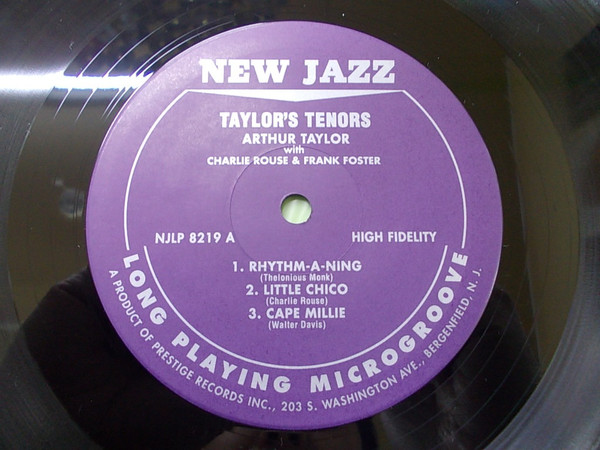 NEW JAZZ
TAYLOR'S TENORS
ARTHUR TAYLOR
with
CHARLIE ROUSE & FRANK FOSTER
NJLP 8219 A
HIGH FIDELITY
1. RHYTHM-A-NING
(Thelonious Monk)
2. LITTLE CHICO
(Charlie Rouse)
3. CAPE MILLIE
(Walter Davis)
LONG PLAYING MICROGROOVE
A PRODUCT OF PRESTIGE RECORDS INC., 203 S. WASHINGTON AVE., BERGENFIELD, N. J.